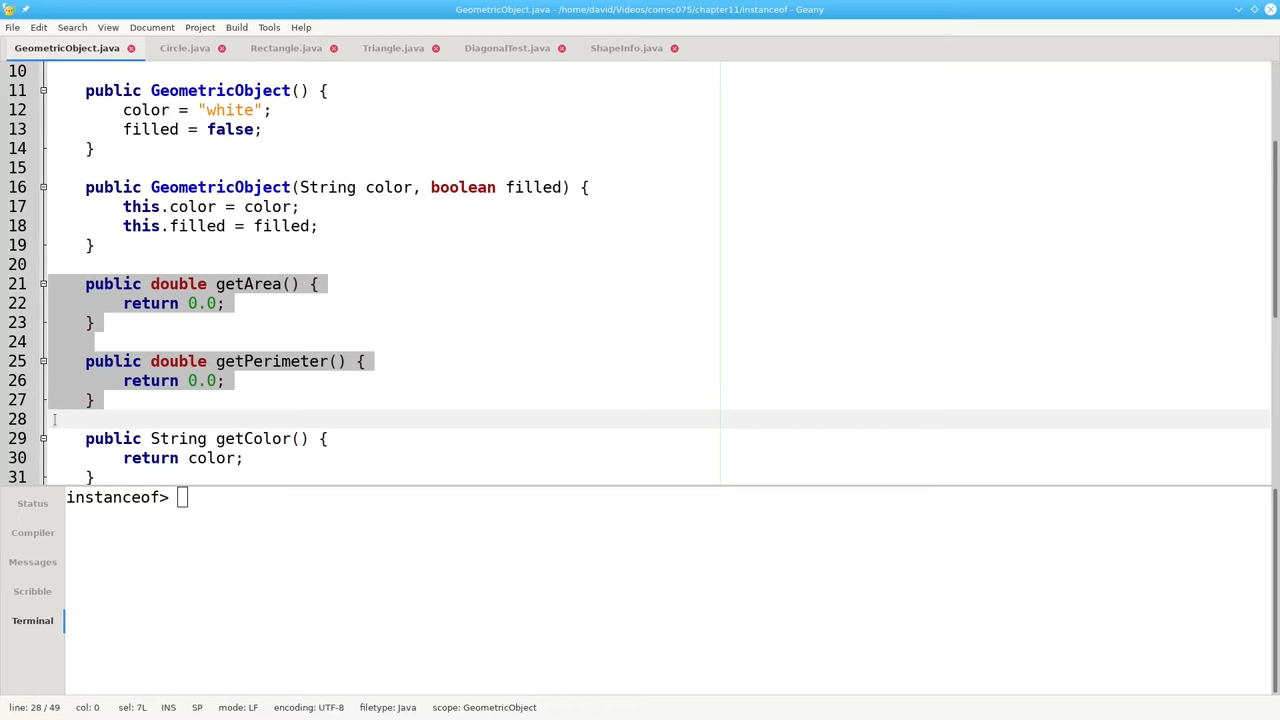 GeometricObject.java - /home/david/Videos/comsc075/chapter11/instanceof - Geany
File Edit Search View Document Project Build Tools Help
GeometricObject.java Circle.java Rectangle.java Triangle.java DiagonalTest.java ShapeInfo.java
10
11 public GeometricObject() {
12 color = "white";
13 filled = false;
14 }
15
16 public GeometricObject(String color, boolean filled) {
17 this.color = color;
18 this.filled = filled;
19 }
20
21 public double getArea() {
22 return 0.0;
23 }
24
25 public double getPerimeter() {
26 return 0.0;
27 }
28
29 public String getColor() {
30 return color;
31 }
instanceof>
Status
Compiler
Messages
Scribble
Terminal
line: 28 / 49 col: 0 sel: 7L INS SP mode: LF encoding: UTF-8 filetype: Java scope: GeometricObject